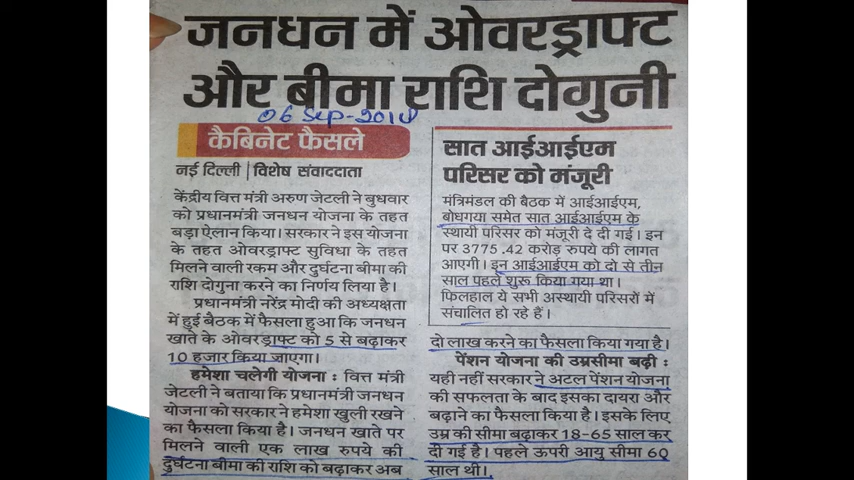 जनधन में ओवरड्राफ्ट
और बीमा राशि दोगुनी
06 Sep-2018
कैबिनेट फैसले
नई दिल्ली | विशेष संवाददाता
केंद्रीय वित्त मंत्री अरुण जेटली ने बुधवार
को प्रधानमंत्री जनधन योजना के तहत
बड़ा ऐलान किया। सरकार ने इस योजना
के तहत ओवरड्राफ्ट सुविधा के तहत
मिलने वाली रकम और दुर्घटना बीमा की
राशि दोगुना करने का निर्णय लिया है।
प्रधानमंत्री नरेंद्र मोदी की अध्यक्षता
में हुई बैठक में फैसला हुआ कि जनधन
खाते के ओवरड्राफ्ट को 5 से बढ़ाकर
10 हजार किया जाएगा।
हमेशा चलेगी योजना : वित्त मंत्री
जेटली ने बताया कि प्रधानमंत्री जनधन
योजना को सरकार ने हमेशा खुली रखने
का फैसला किया है। जनधन खाते पर
मिलने वाली एक लाख रुपये की
दुर्घटना बीमा की राशि को बढ़ाकर अब
सात आईआईएम
परिसर को मंजूरी
मंत्रिमंडल की बैठक में आईआईएम,
बोधगया समेत सात आईआईएम के
स्थायी परिसर को मंजूरी दे दी गई। इन
पर 3775.42 करोड़ रुपये की लागत
आएगी। इन आईआईएम को दो से तीन
साल पहले शुरू किया गया था।
फिलहाल ये सभी अस्थायी परिसरों में
संचालित हो रहे हैं।
दो लाख करने का फैसला किया गया है।
पेंशन योजना की उम्रसीमा बढ़ी :
यही नहीं सरकार ने अटल पेंशन योजना
की सफलता के बाद इसका दायरा और
बढ़ाने का फैसला किया है। इसके लिए
उम्र की सीमा बढ़ाकर 18-65 साल कर
दी गई है। पहले ऊपरी आयु सीमा 60
साल थी।